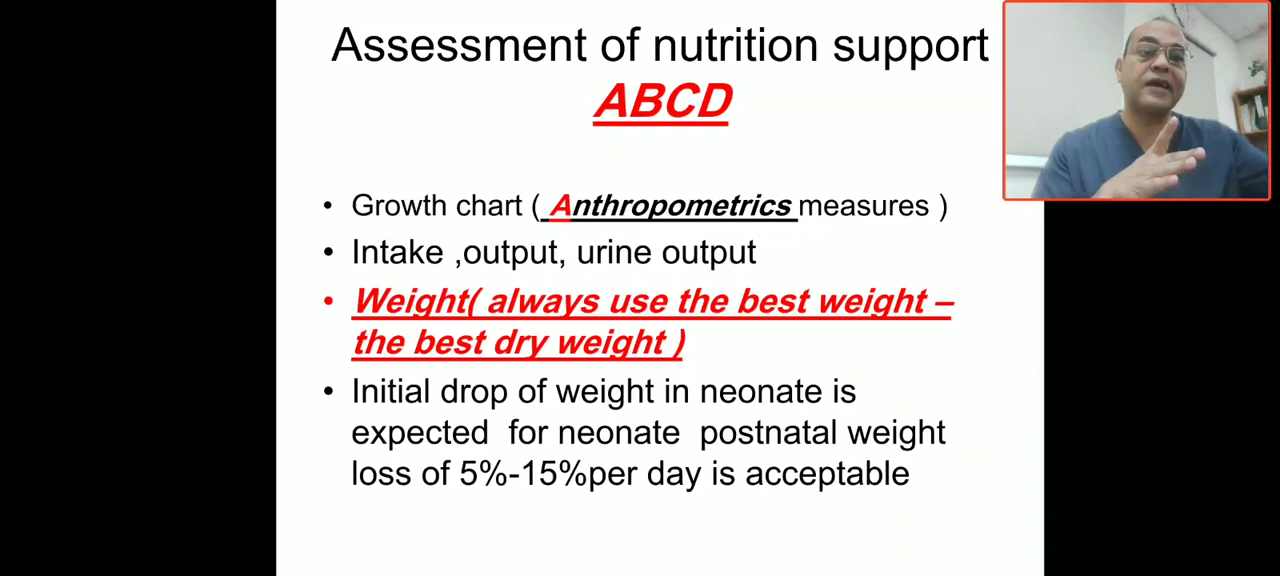 Assessment of nutrition support
ABCD
• Growth chart ( Anthropometrics measures )
• Intake ,output, urine output
• Weight( always use the best weight –
the best dry weight )
• Initial drop of weight in neonate is
expected for neonate postnatal weight
loss of 5%-15%per day is acceptable